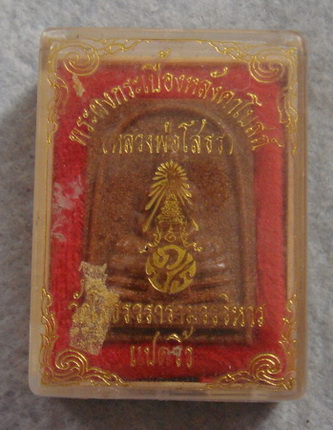 พระผงกระเบื้องหลังคาโบสถ์
หลวงพ่อโสธร
วัดโสธรวรารามวรวิหาร
แปดริ้ว